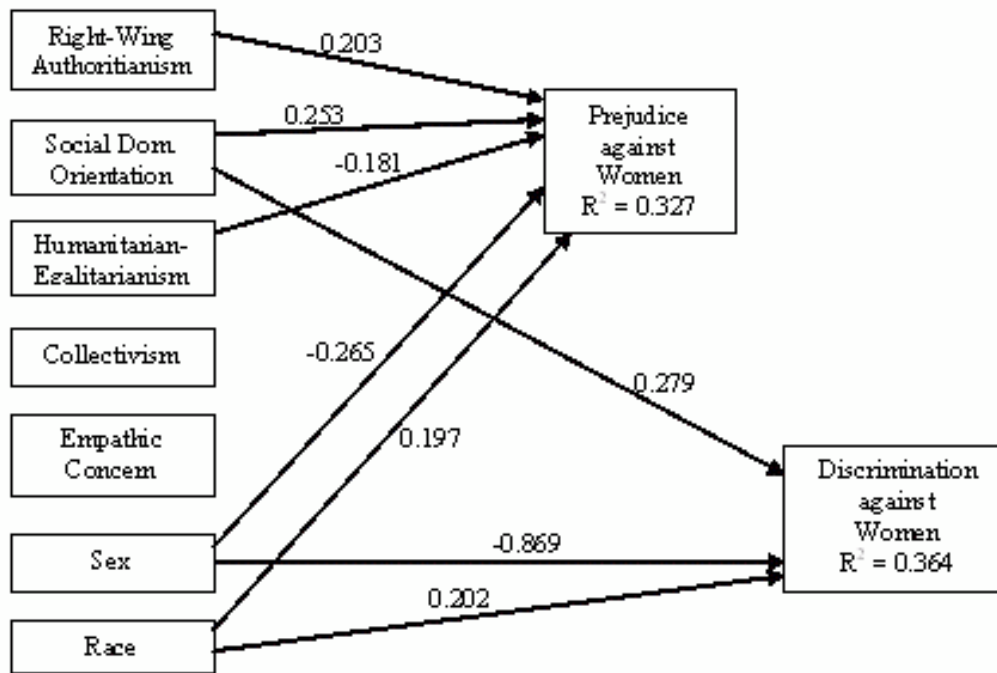 Right-Wing
Authoritianism
0.203
Social Dom.
Orientation
0.253
-0.181
Prejudice
against
Women
R² = 0.327
Humanitarian-
Egalitarianism
Collectivism
-0.265
0.279
Empathic
Concern
0.197
Discrimination
against
Women
R² = 0.364
Sex
-0.869
0.202
Race